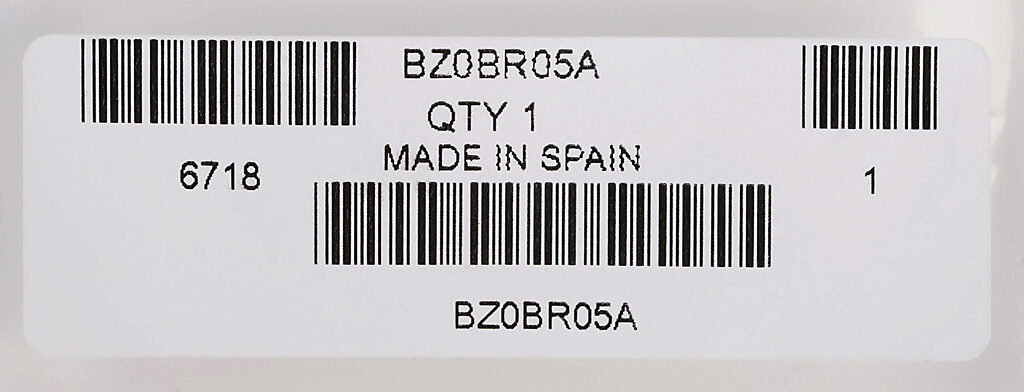 BZ0BR05A
QTY 1
MADE IN SPAIN
6718
1
BZ0BR05A